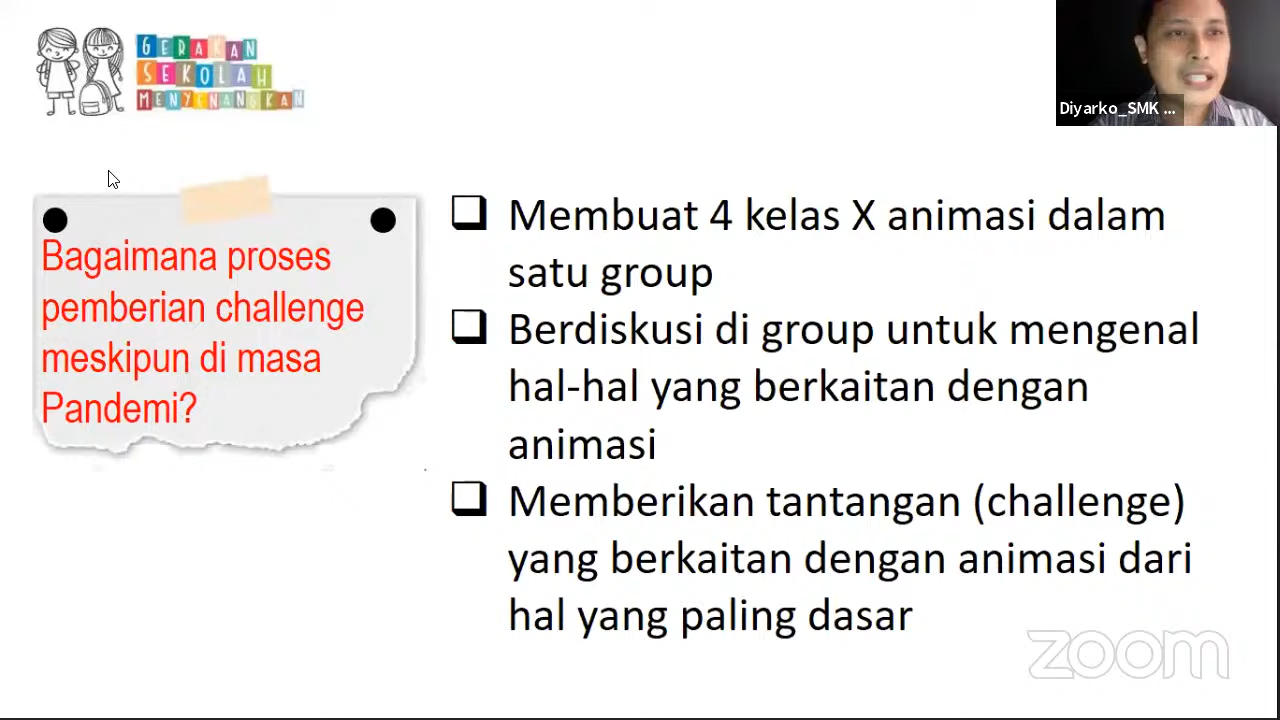 GERAKAN
SEKOLAH
MENYENANGKAN
Diyarko_SMK ...
Bagaimana proses
pemberian challenge
meskipun di masa
Pandemi?
Membuat 4 kelas X animasi dalam
satu group
Berdiskusi di group untuk mengenal
hal-hal yang berkaitan dengan
animasi
Memberikan tantangan (challenge)
yang berkaitan dengan animasi dari
hal yang paling dasar
zoom